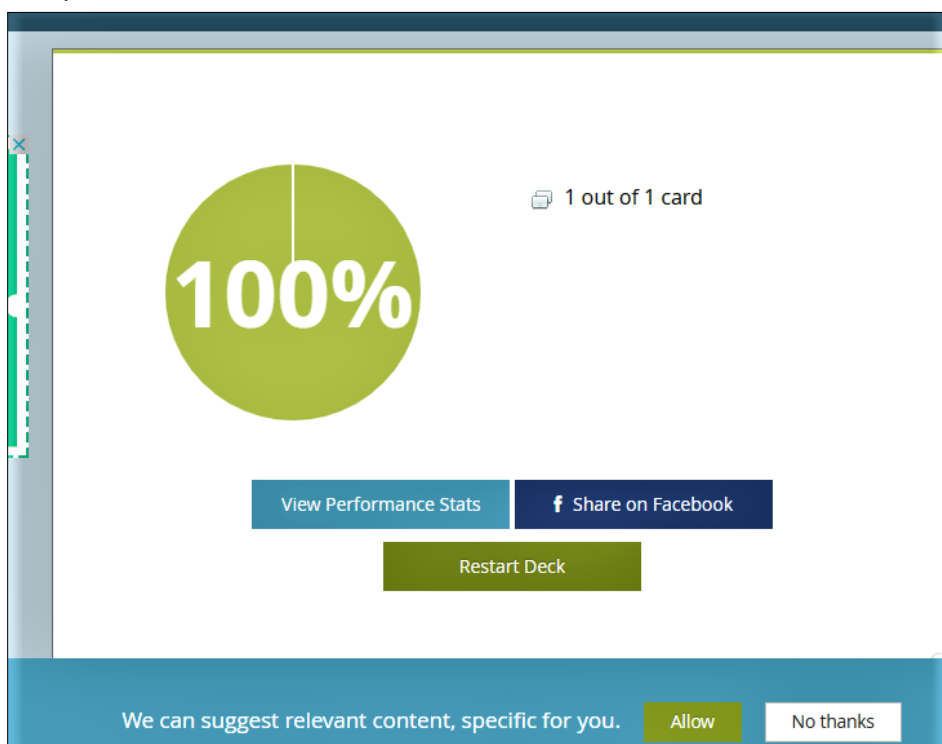 1 out of 1 card
100%
View Performance Stats
f Share on Facebook
Restart Deck
We can suggest relevant content, specific for you.
Allow
No thanks